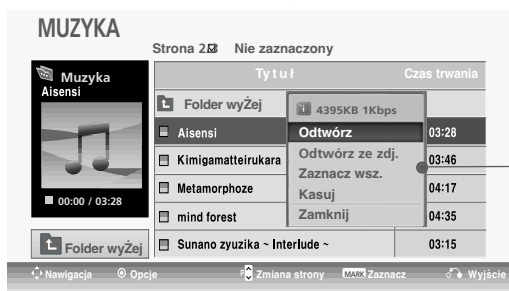 MUZYKA
Strona 2/3 Nie zaznaczony
Muzyka
Aisensi
00:00 / 03:28
Folder wyŻej
Tytuł Czas trwania
Folder wyŻej
Aisensi 03:28
Kimigamatteirukara 03:46
Metamorphoze 04:17
mind forest 04:35
Sunano zyuzika ~ Interlude ~ 03:15
4395KB 1Kbps
Odtwórz
Odtwórz ze zdj.
Zaznacz wsz.
Kasuj
Zamknij
Nawigacja Opcje P Zmiana strony MARK Zaznacz Wyjście